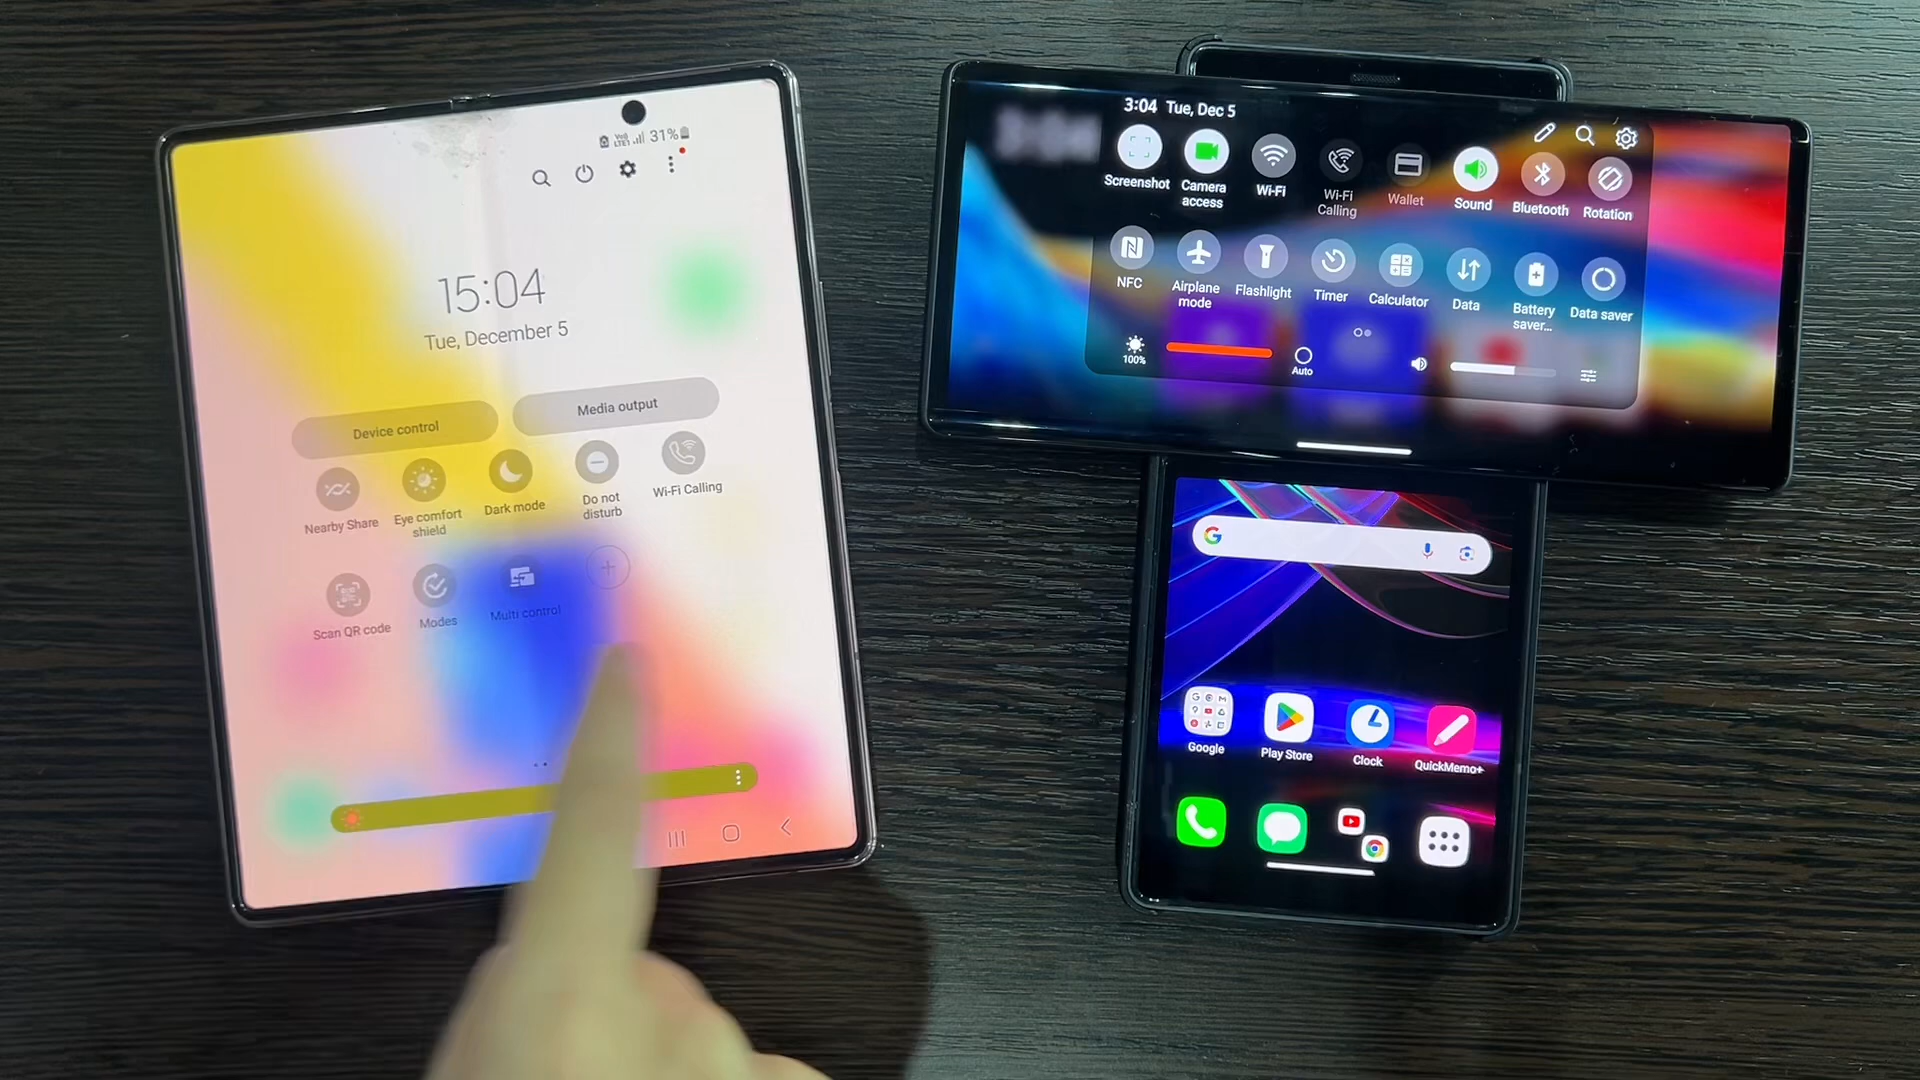 31%
15:04
Tue, December 5
Device control
Media output
Nearby Share
Eye comfort
shield
Dark mode
Do not
disturb
Wi-Fi Calling
Scan QR code
Modes
Multi control
3:04 Tue, Dec 5
Screenshot
Camera
access
Wi-Fi
Wi-Fi
Calling
Wallet
Sound
Bluetooth
Rotation
NFC
Airplane
mode
Flashlight
Timer
Calculator
Data
Battery
saver...
Data saver
100%
Auto
Google
Play Store
Clock
QuickMemo+